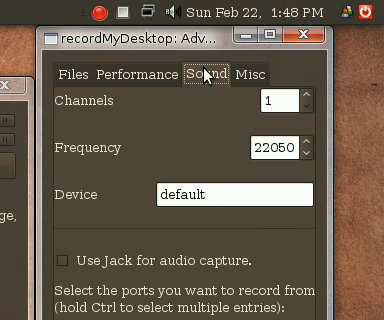 Sun Feb 22, 1:48 PM
recordMyDesktop: Adv...
Files Performance Sound Misc
Channels 1
Frequency 22050
Device default
ge,
Use Jack for audio capture.
Select the ports you want to record from
(hold Ctrl to select multiple entries):